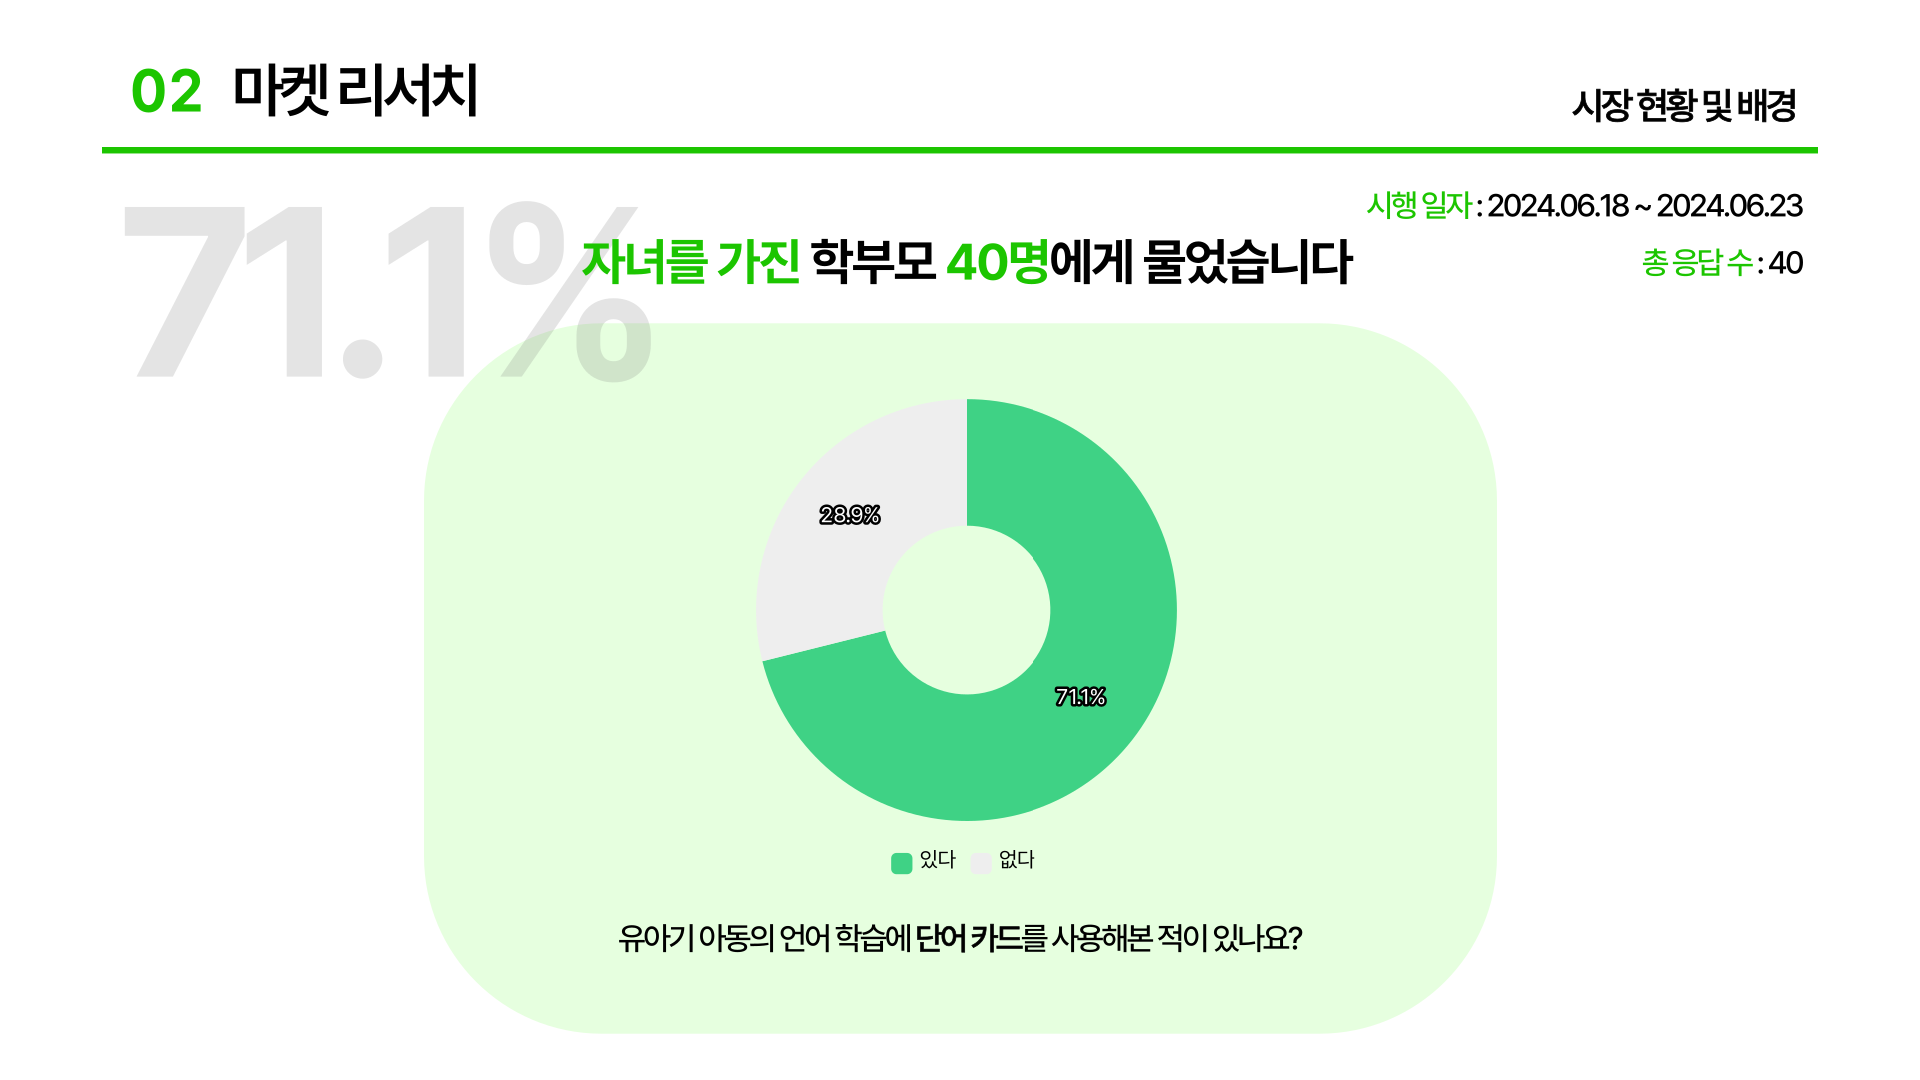 02 마켓 리서치
시장 현황 및 배경
71.1%
시행 일자 : 2024.06.18 ~ 2024.06.23
자녀를 가진 학부모 40명에게 물었습니다
총 응답 수 : 40
28.9%
71.1%
있다 없다
유아기 아동의 언어 학습에 단어 카드를 사용해본 적이 있나요?